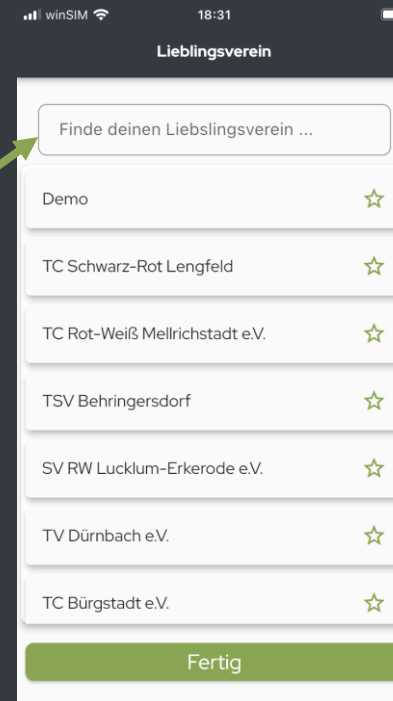 winSIM 18:31
Lieblingsverein
Finde deinen Liebslingsverein ...
Demo
TC Schwarz-Rot Lengfeld
TC Rot-Weiß Mellrichstadt e.V.
TSV Behringersdorf
SV RW Lucklum-Erkerode e.V.
TV Dürnbach e.V.
TC Bürgstadt e.V.
Fertig